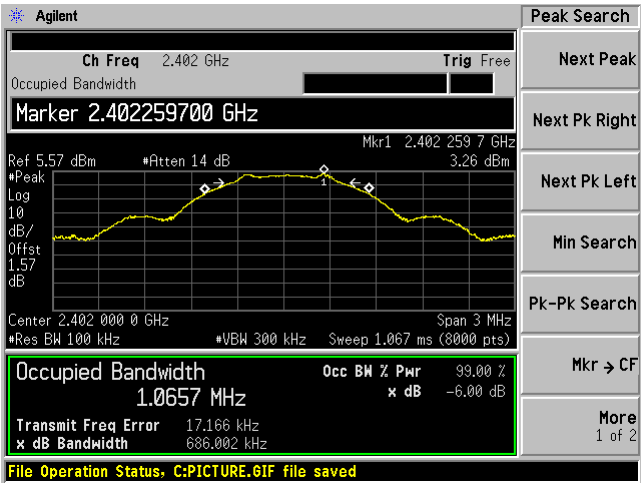 Agilent
Peak Search
Ch Freq 2.402 GHz Trig Free
Occupied Bandwidth
Marker 2.402259700 GHz
Mkr1 2.402 259 7 GHz
Ref 5.57 dBm #Atten 14 dB 3.26 dBm
#Peak
Log
10
dB/
Offst
1.57
dB
1
Center 2.402 000 0 GHz Span 3 MHz
#Res BW 100 kHz #VBW 300 kHz Sweep 1.067 ms (8000 pts)
Occupied Bandwidth Occ BW % Pwr 99.00 %
1.0657 MHz x dB -6.00 dB
Transmit Freq Error 17.166 kHz
x dB Bandwidth 686.002 kHz
File Operation Status, C:PICTURE.GIF file saved
Next Peak
Next Pk Right
Next Pk Left
Min Search
Pk-Pk Search
Mkr → CF
More
1 of 2